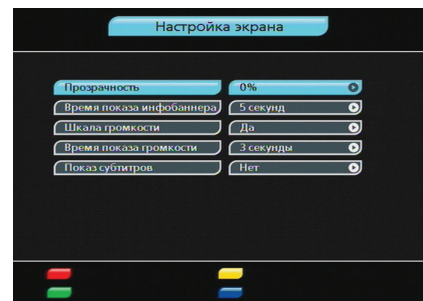 Настройка экрана
Прозрачность 0%
Время показа инфобаннера 5 секунд
Шкала громкости Да
Время показа громкости 3 секунды
Показ субтитров Нет